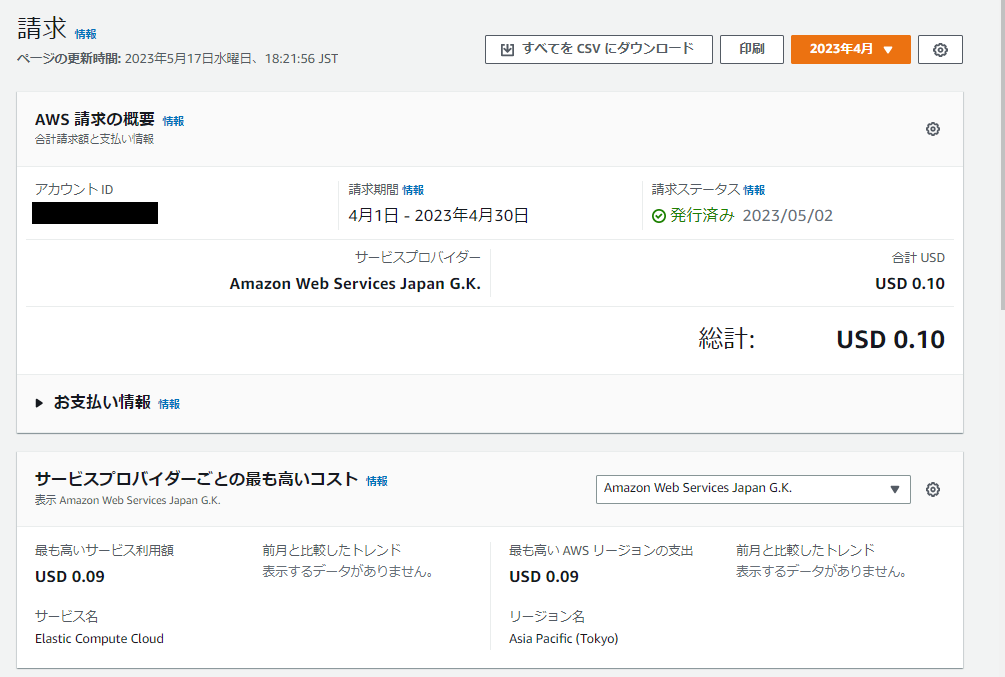 請求 情報
ページの更新時間: 2023年5月17日水曜日、18:21:56 JST
すべてを CSV にダウンロード
印刷
2023年4月
AWS 請求の概要 情報
合計請求額と支払い情報
アカウント ID
請求期間 情報
4月1日 - 2023年4月30日
請求ステータス 情報
発行済み 2023/05/02
サービスプロバイダー
Amazon Web Services Japan G.K.
合計 USD
USD 0.10
総計: USD 0.10
お支払い情報 情報
サービスプロバイダーごとの最も高いコスト 情報
表示 Amazon Web Services Japan G.K.
Amazon Web Services Japan G.K.
最も高いサービス利用額
USD 0.09
前月と比較したトレンド
表示するデータがありません。
サービス名
Elastic Compute Cloud
最も高い AWS リージョンの支出
USD 0.09
前月と比較したトレンド
表示するデータがありません。
リージョン名
Asia Pacific (Tokyo)